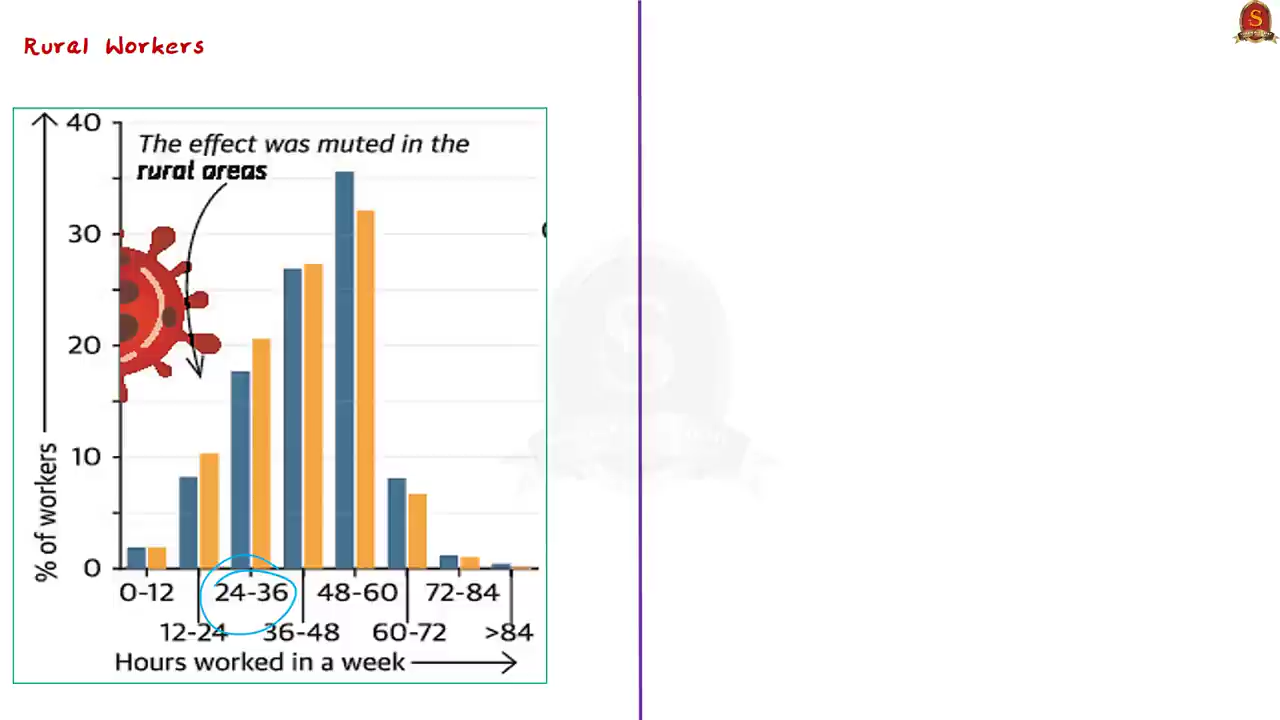 Rural Workers
40
The effect was muted in the
rural areas
30
20
10
0
% of workers
0-12 24-36 48-60 72-84
12-24 36-48 60-72 >84
Hours worked in a week
S